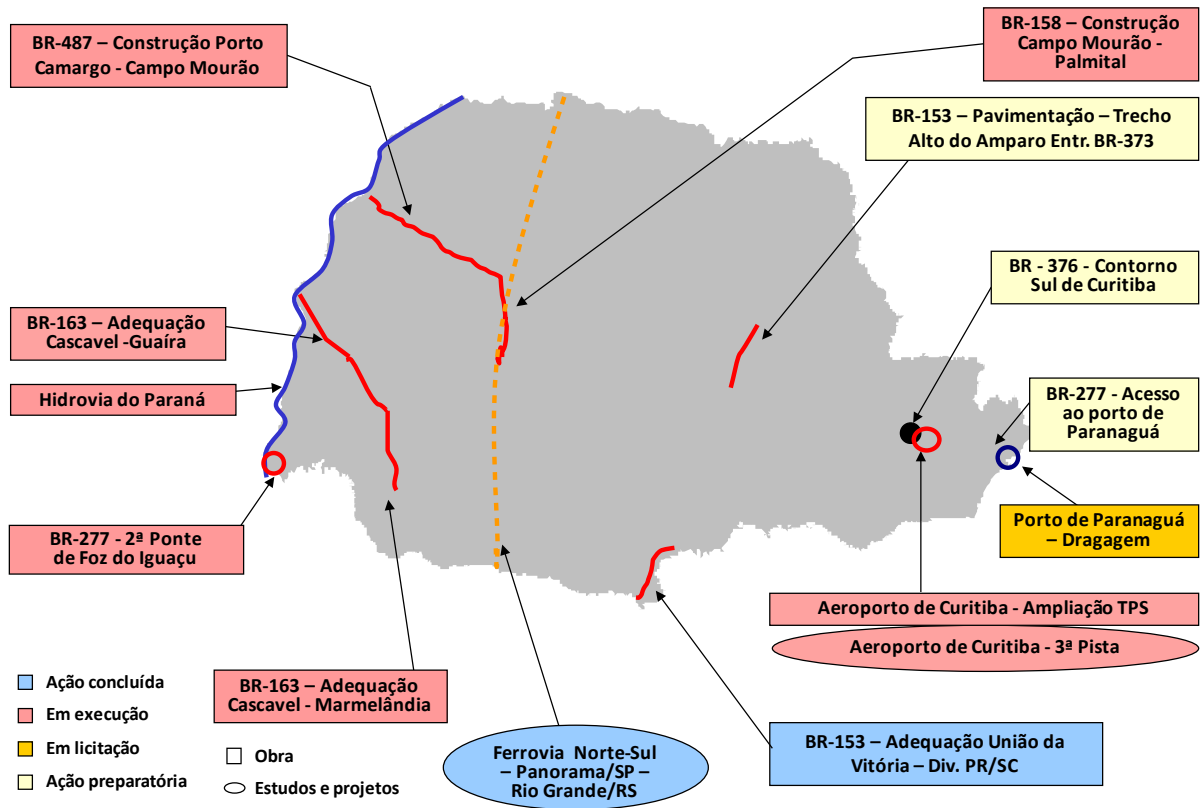 BR-487 – Construção Porto
Camargo - Campo Mourão
BR-158 – Construção
Campo Mourão -
Palmital
BR-153 – Pavimentação – Trecho
Alto do Amparo Entr. BR-373
BR - 376 - Contorno
Sul de Curitiba
BR-163 – Adequação
Cascavel -Guaíra
Hidrovia do Paraná
BR-277 - Acesso
ao porto de
Paranaguá
BR-277 - 2ª Ponte
de Foz do Iguaçu
Porto de Paranaguá
– Dragagem
Aeroporto de Curitiba - Ampliação TPS
Aeroporto de Curitiba - 3ª Pista
BR-163 – Adequação
Cascavel - Marmelândia
Ferrovia Norte-Sul
– Panorama/SP –
Rio Grande/RS
BR-153 – Adequação União da
Vitória – Div. PR/SC
Ação concluída
Em execução
Em licitação
Ação preparatória
Obra
Estudos e projetos